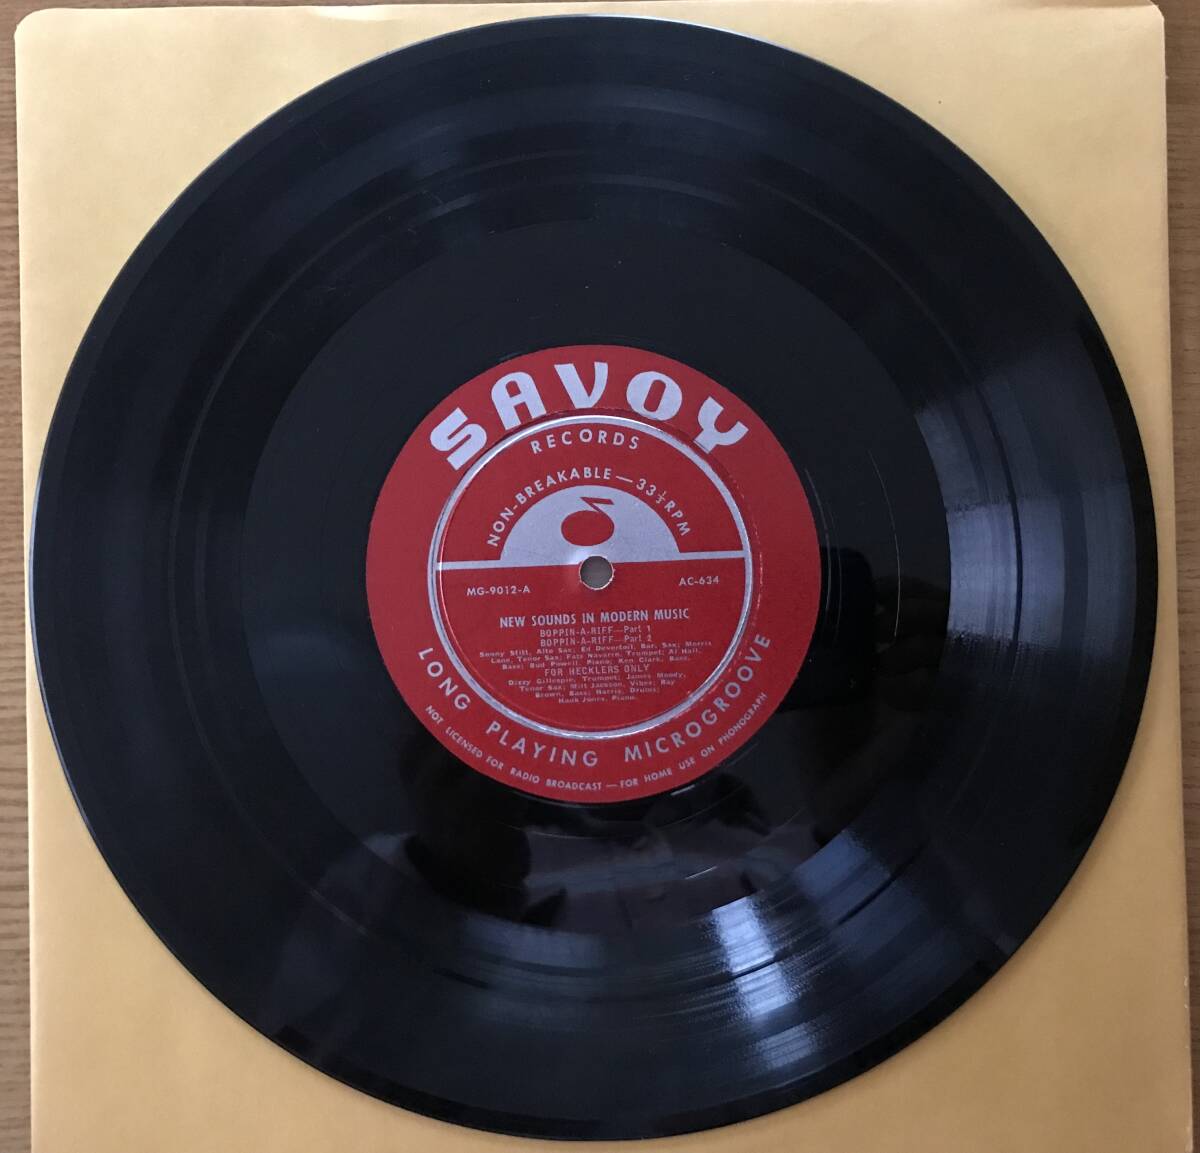 SAVOY
RECORDS
NON-BREAKABLE—33⅓RPM
MG-9012-A
AC-634
NEW SOUNDS IN MODERN MUSIC
BOPPIN-A-RIFF—Part 1
BOPPIN-A-RIFF—Part 2
Sonny Stitt, Alto Sax; Ed Deverteil, Bar. Sax; Morris
Lane, Tenor Sax; Fats Navarro, Trumpet; Al Hall,
Bass; Bud Powell, Piano; Ken Clark, Bass.
FOR HECKLERS ONLY
Dizzy Gillespie, Trumpet; James Moody,
Tenor Sax; Milt Jackson, Vibes; Ray
Brown, Bass; Harris, Drums;
Hank Jones, Piano.
LONG PLAYING MICROGROOVE
NOT LICENSED FOR RADIO BROADCAST—FOR HOME USE ON PHONOGRAPH